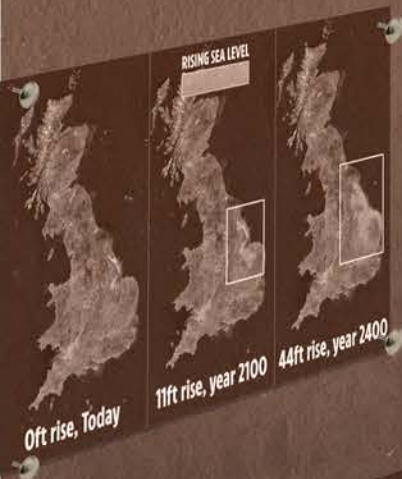 RISING SEA LEVEL
0ft rise, Today
11ft rise, year 2100
44ft rise, year 2400